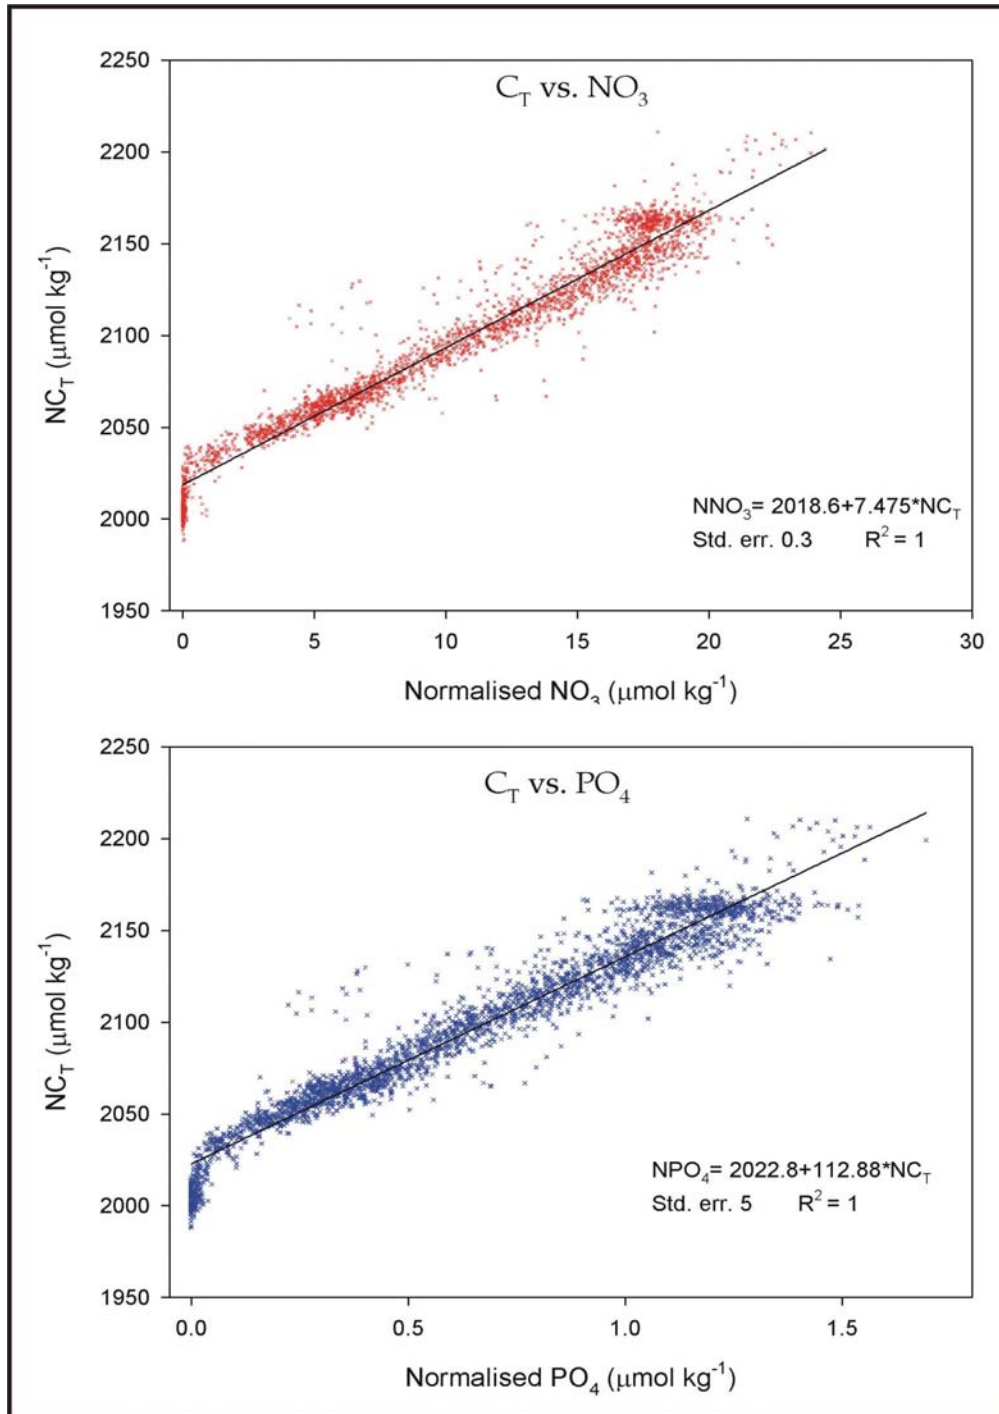 C_T vs. NO_3
2250
2200
2150
2100
2050
2000
1950
NC_T (μmol kg^-1)
NNO_3= 2018.6+7.475*NC_T
Std. err. 0.3 R^2 = 1
0 5 10 15 20 25 30
Normalised NO_3 (μmol kg^-1)
C_T vs. PO_4
2250
2200
2150
2100
2050
2000
1950
NC_T (μmol kg^-1)
NPO_4= 2022.8+112.88*NC_T
Std. err. 5 R^2 = 1
0.0 0.5 1.0 1.5
Normalised PO_4 (μmol kg^-1)